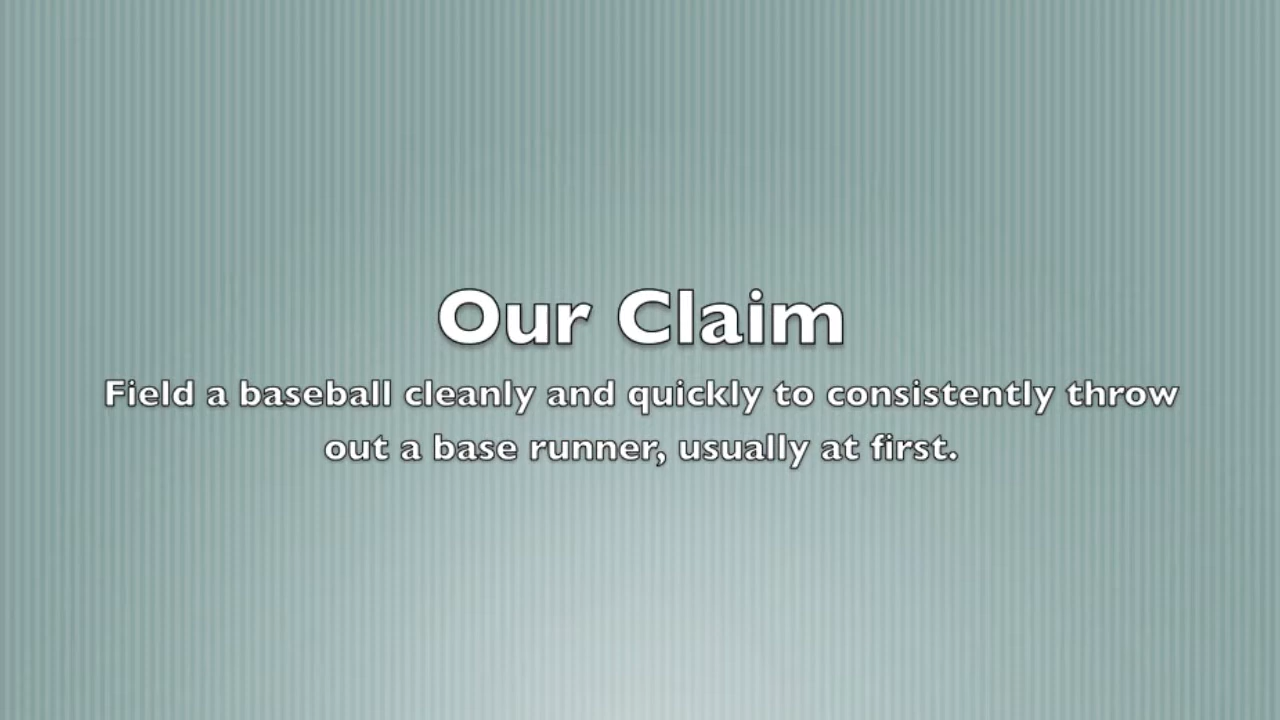 Our Claim
Field a baseball cleanly and quickly to consistently throw
out a base runner, usually at first.